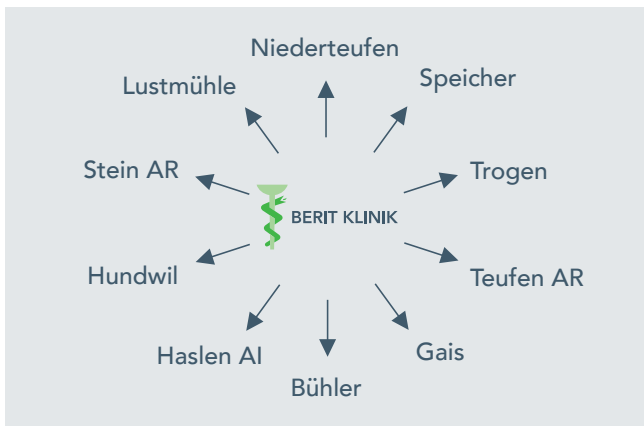 Niederteufen
Lustmühle
Speicher
Stein AR
Trogen
BERIT KLINIK
Hundwil
Teufen AR
Haslen AI
Gais
Bühler